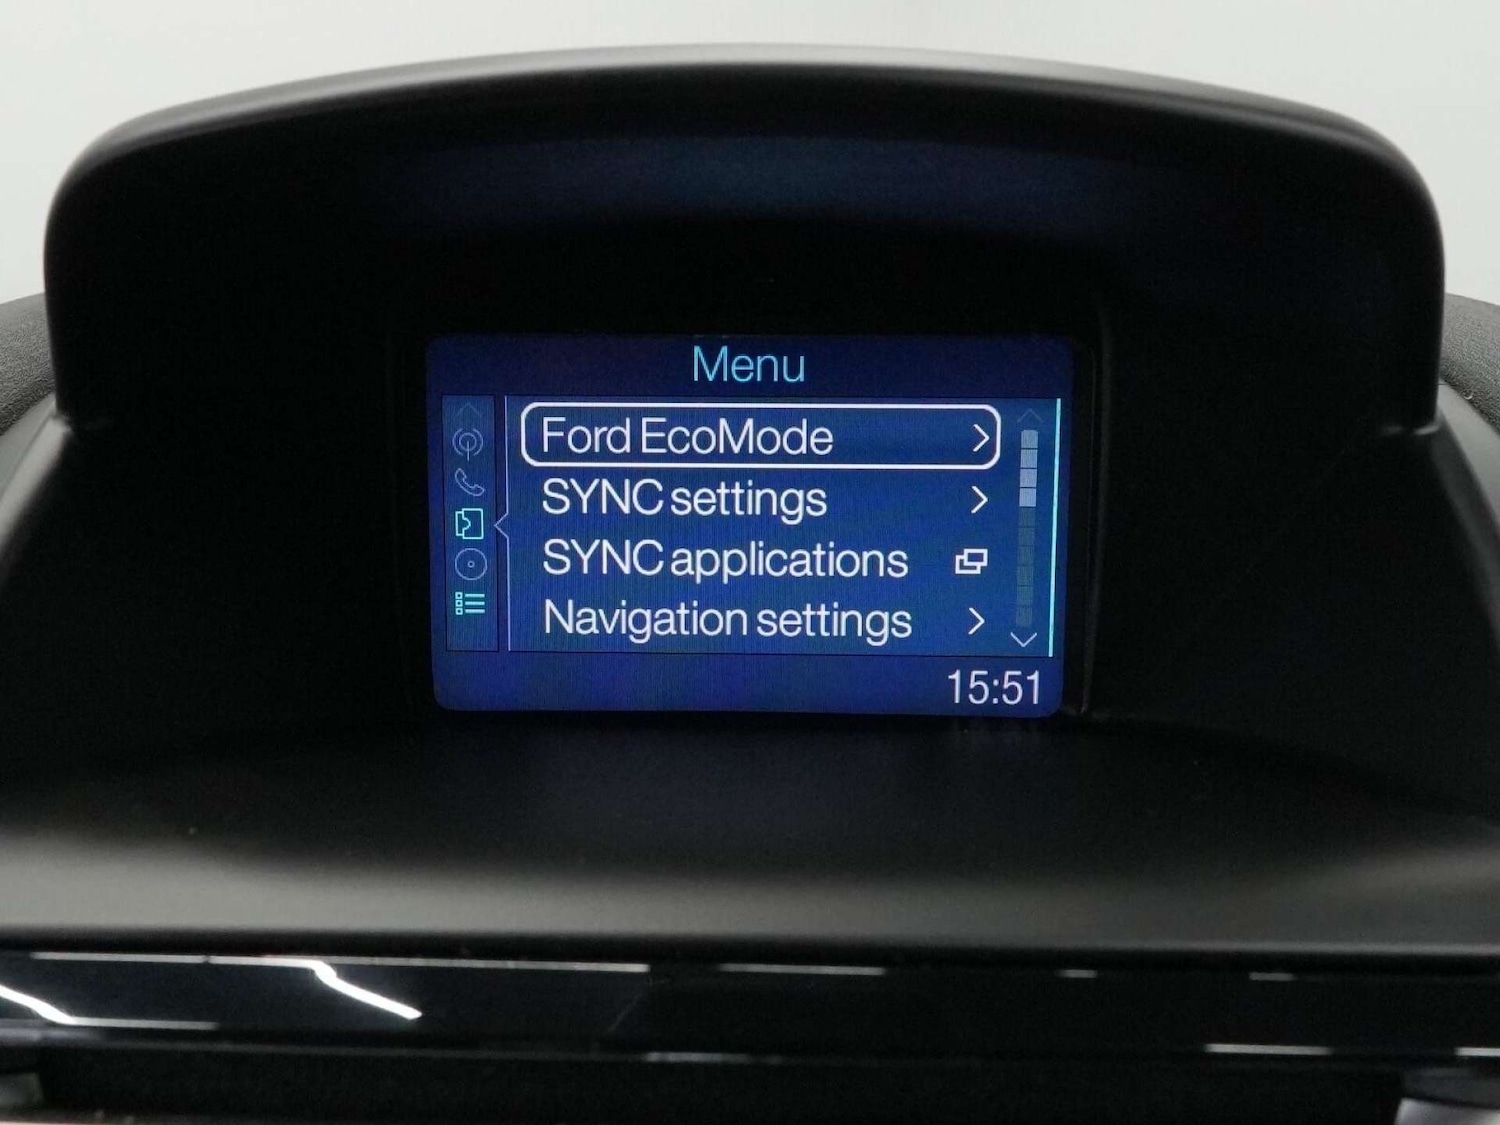 Menu
Ford EcoMode
SYNC settings
SYNC applications
Navigation settings
15:51